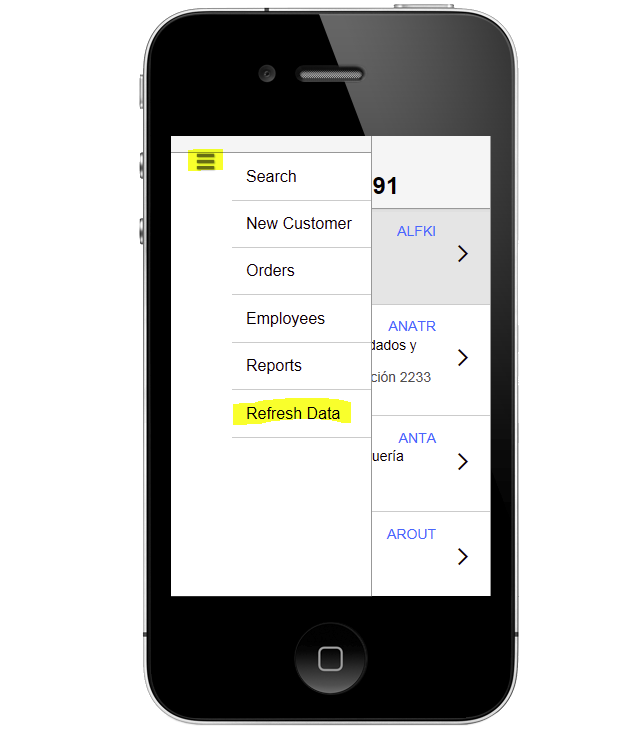 Search
New Customer
Orders
Employees
Reports
Refresh Data
91
ALFKI
ANATR
dados y
ción 2233
ANTA
uería
AROUT